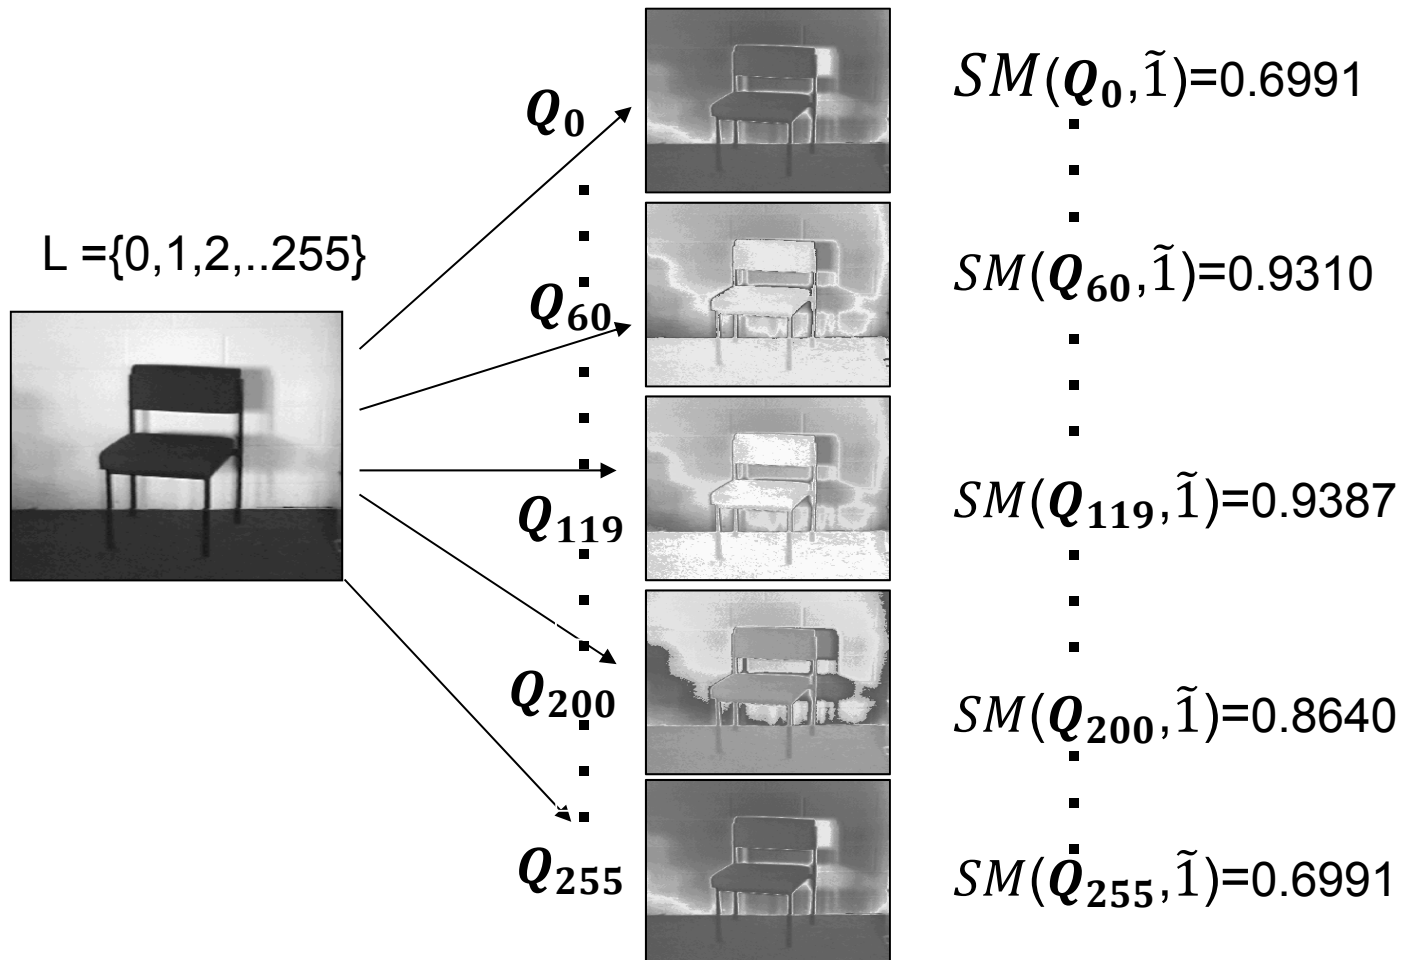 Q₀
SM(Q₀,1̃)=0.6991
L ={0,1,2,..255}
Q₆₀
SM(Q₆₀,1̃)=0.9310
Q₁₁₉
SM(Q₁₁₉,1̃)=0.9387
Q₂₀₀
SM(Q₂₀₀,1̃)=0.8640
Q₂₅₅
SM(Q₂₅₅,1̃)=0.6991